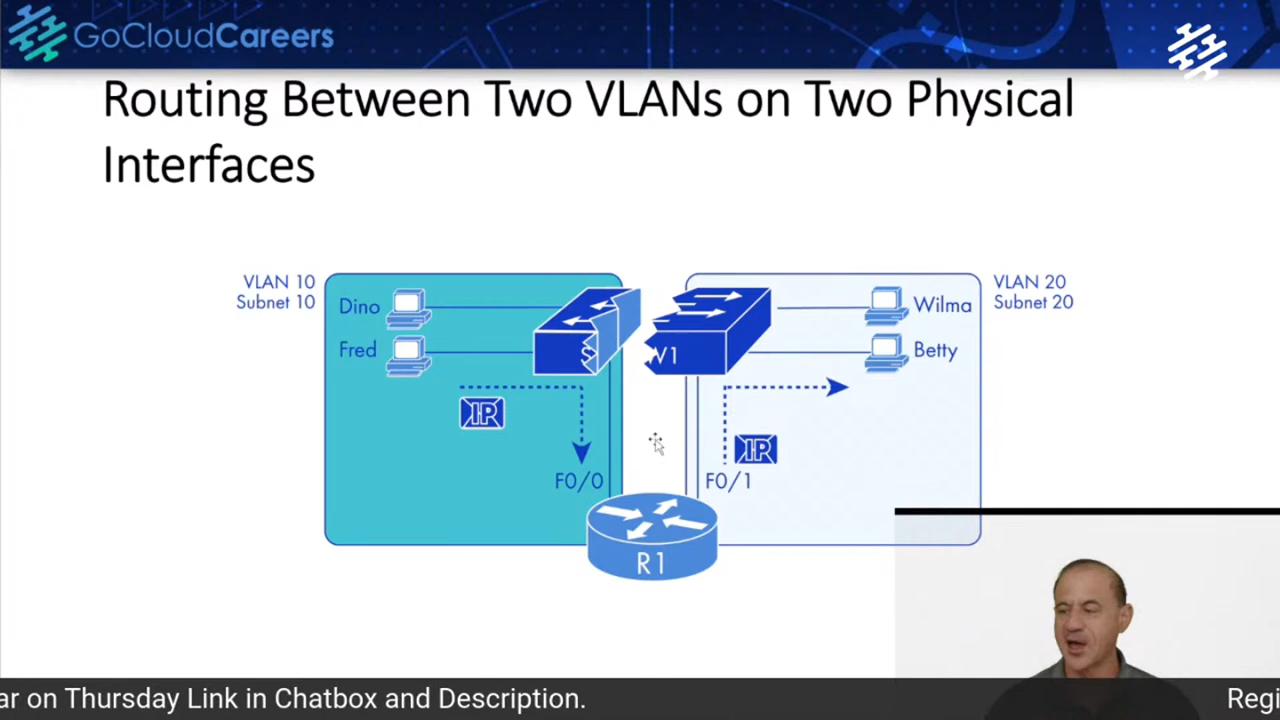 GoCloudCareers
Routing Between Two VLANs on Two Physical
Interfaces
VLAN 10
Subnet 10
Dino
Fred
S
W1
Wilma
Betty
VLAN 20
Subnet 20
IP
IP
F0/0
F0/1
R1
ar on Thursday Link in Chatbox and Description.
Regi